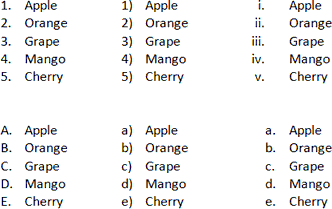 1. Apple 1) Apple i. Apple
2. Orange 2) Orange ii. Orange
3. Grape 3) Grape iii. Grape
4. Mango 4) Mango iv. Mango
5. Cherry 5) Cherry v. Cherry
A. Apple a) Apple a. Apple
B. Orange b) Orange b. Orange
C. Grape c) Grape c. Grape
D. Mango d) Mango d. Mango
E. Cherry e) Cherry e. Cherry